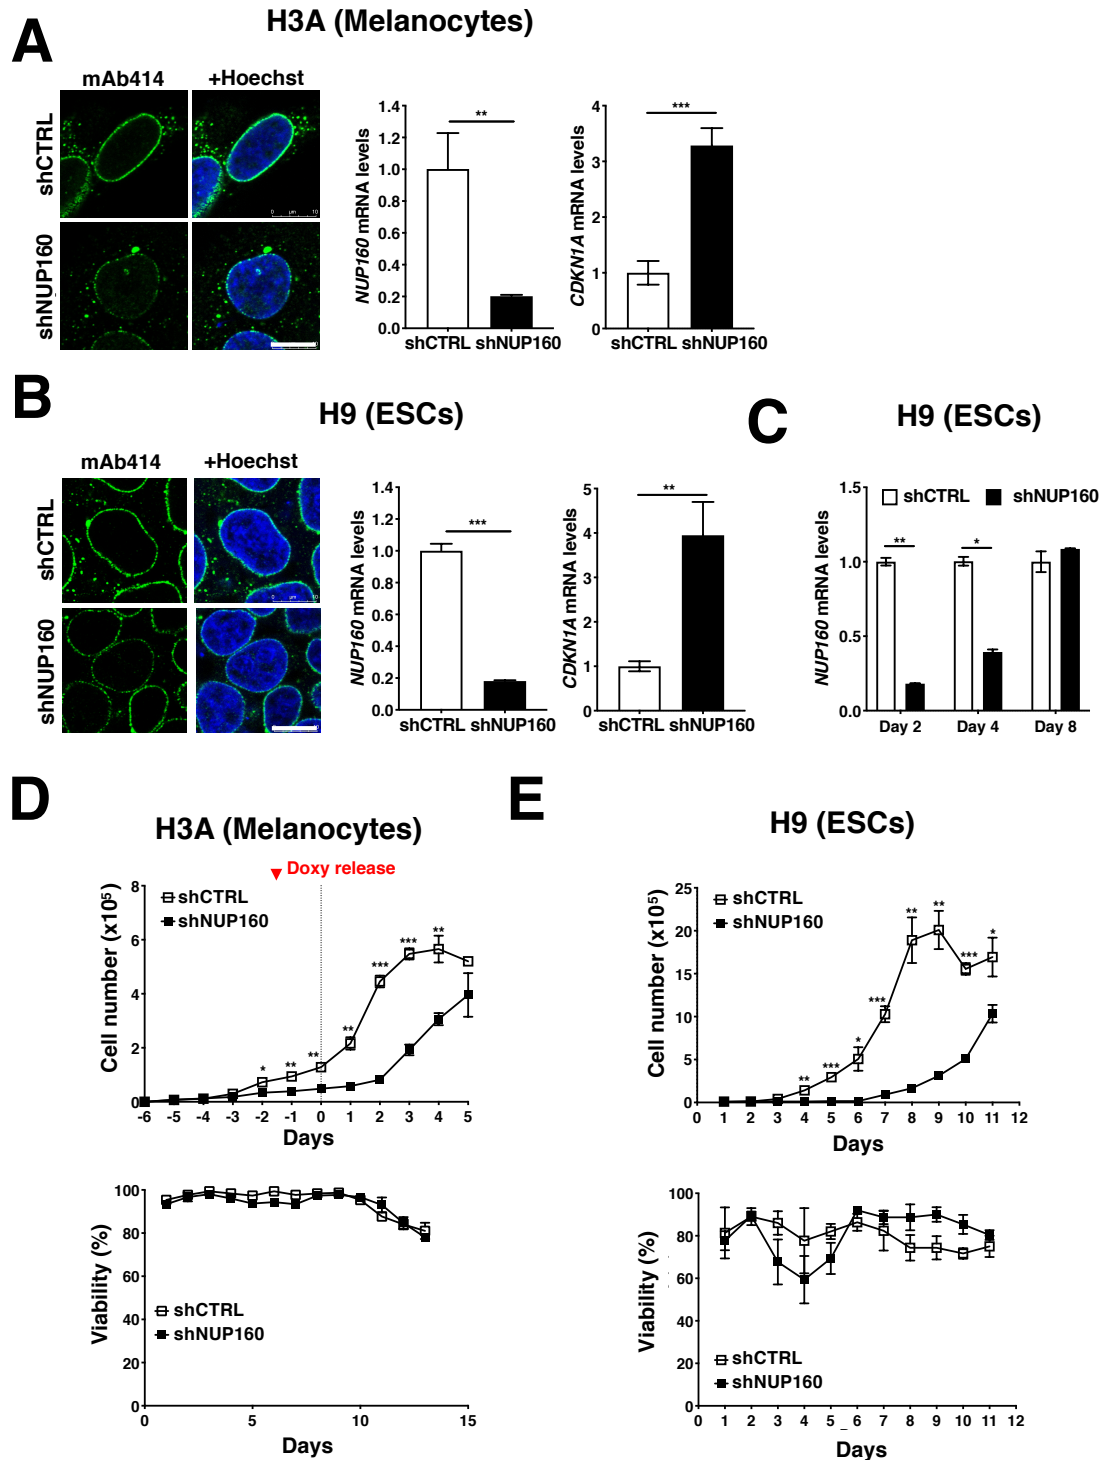 A
H3A (Melanocytes)
mAb414
+Hoechst
shCTRL
shNUP160
0 µm 10
NUP160 mRNA levels
1.4
1.2
1.0
0.8
0.6
0.4
0.2
0.0
**
shCTRL shNUP160
CDKN1A mRNA levels
4
3
2
1
0
***
shCTRL shNUP160
B
H9 (ESCs)
mAb414
+Hoechst
shCTRL
shNUP160
NUP160 mRNA levels
1.4
1.2
1.0
0.8
0.6
0.4
0.2
0.0
***
shCTRL shNUP160
CDKN1A mRNA levels
5
4
3
2
1
0
**
shCTRL shNUP160
C
H9 (ESCs)
shCTRL shNUP160
NUP160 mRNA levels
1.5
1.0
0.5
0.0
** *
Day 2 Day 4 Day 8
D
H3A (Melanocytes)
Doxy release
shCTRL
shNUP160
Cell number (x10⁵)
8
6
4
2
0
* ** ** ** *** *** **
-6 -5 -4 -3 -2 -1 0 1 2 3 4 5
Days
Viability (%)
100
80
60
40
20
0
shCTRL
shNUP160
0 5 10 15
Days
E
H9 (ESCs)
shCTRL
shNUP160
Cell number (x10⁵)
25
20
15
10
5
0
** *** * *** ** ** *** *
0 1 2 3 4 5 6 7 8 9 10 11 12
Days
Viability (%)
100
80
60
40
20
0
shCTRL
shNUP160
0 1 2 3 4 5 6 7 8 9 10 11 12
Days